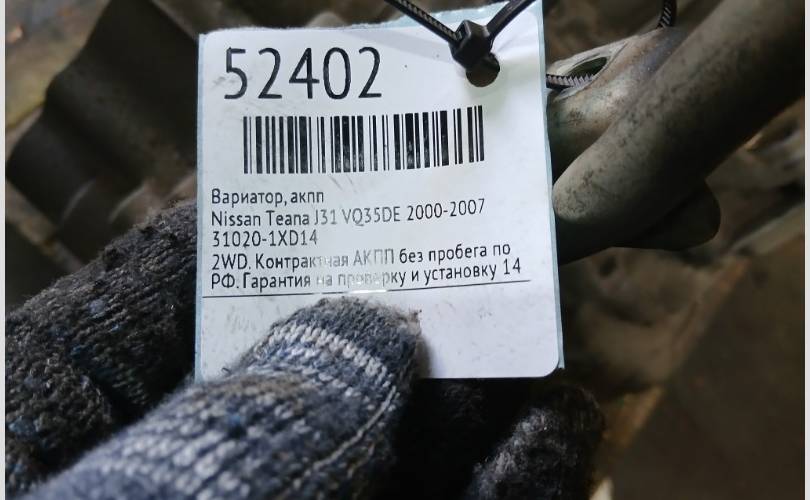 52402
Вариатор, акпп
Nissan Teana J31 VQ35DE 2000-2007
31020-1XD14
2WD. Контрактная АКПП без пробега по
РФ. Гарантия на проверку и установку 14